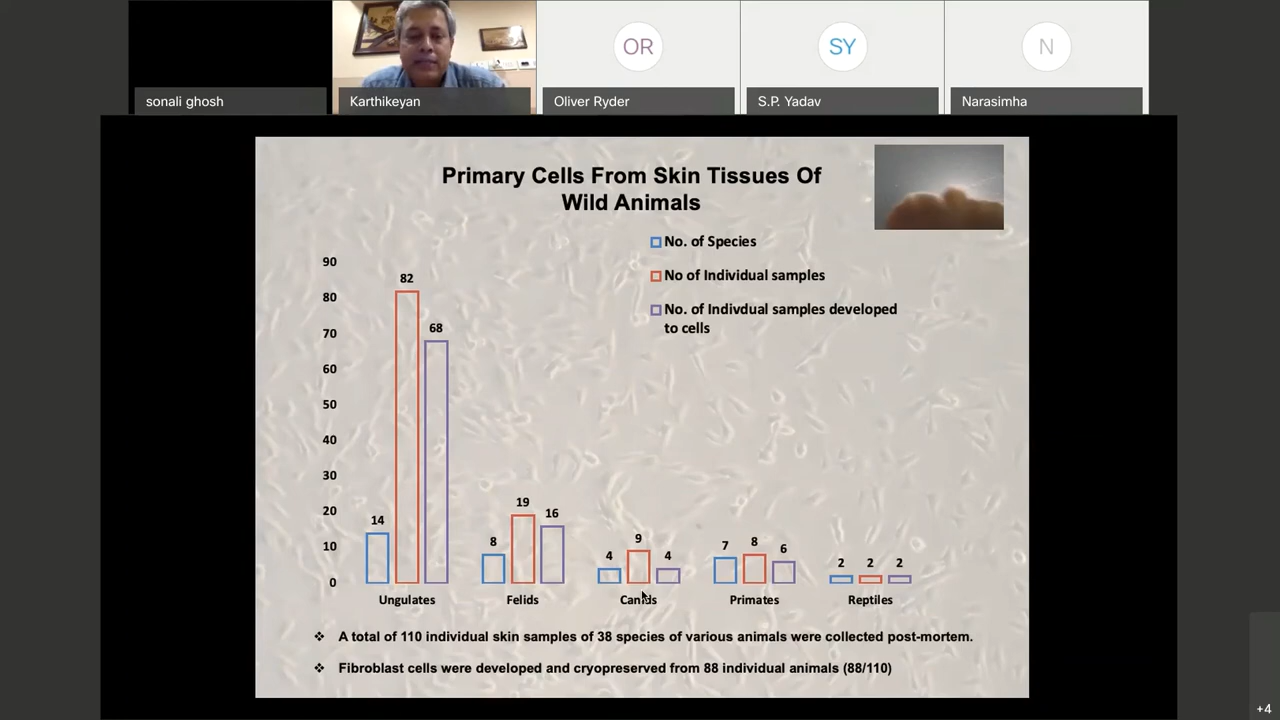 OR
SY
N
sonali ghosh
Karthikeyan
Oliver Ryder
S.P. Yadav
Narasimha
Primary Cells From Skin Tissues Of
Wild Animals
No. of Species
No of Individual samples
No. of Indivdual samples developed
to cells
90
80
70
60
50
40
30
20
10
0
14
82
68
8
19
16
4
9
4
7
8
6
2
2
2
Ungulates
Felids
Canids
Primates
Reptiles
❖ A total of 110 individual skin samples of 38 species of various animals were collected post-mortem.
❖ Fibroblast cells were developed and cryopreserved from 88 individual animals (88/110)
+4